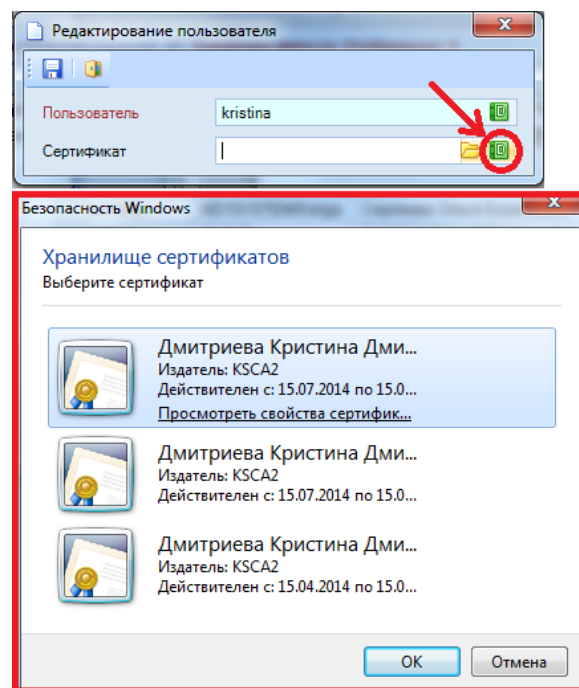 Редактирование пользователя
Пользователь kristina
Сертификат
Безопасность Windows
Хранилище сертификатов
Выберите сертификат
Дмитриева Кристина Дми...
Издатель: KSCA2
Действителен с: 15.07.2014 по 15.0...
Просмотреть свойства сертифик...
Дмитриева Кристина Дми...
Издатель: KSCA2
Действителен с: 15.07.2014 по 15.0...
Дмитриева Кристина Дми...
Издатель: KSCA2
Действителен с: 15.04.2014 по 15.0...
ОК Отмена